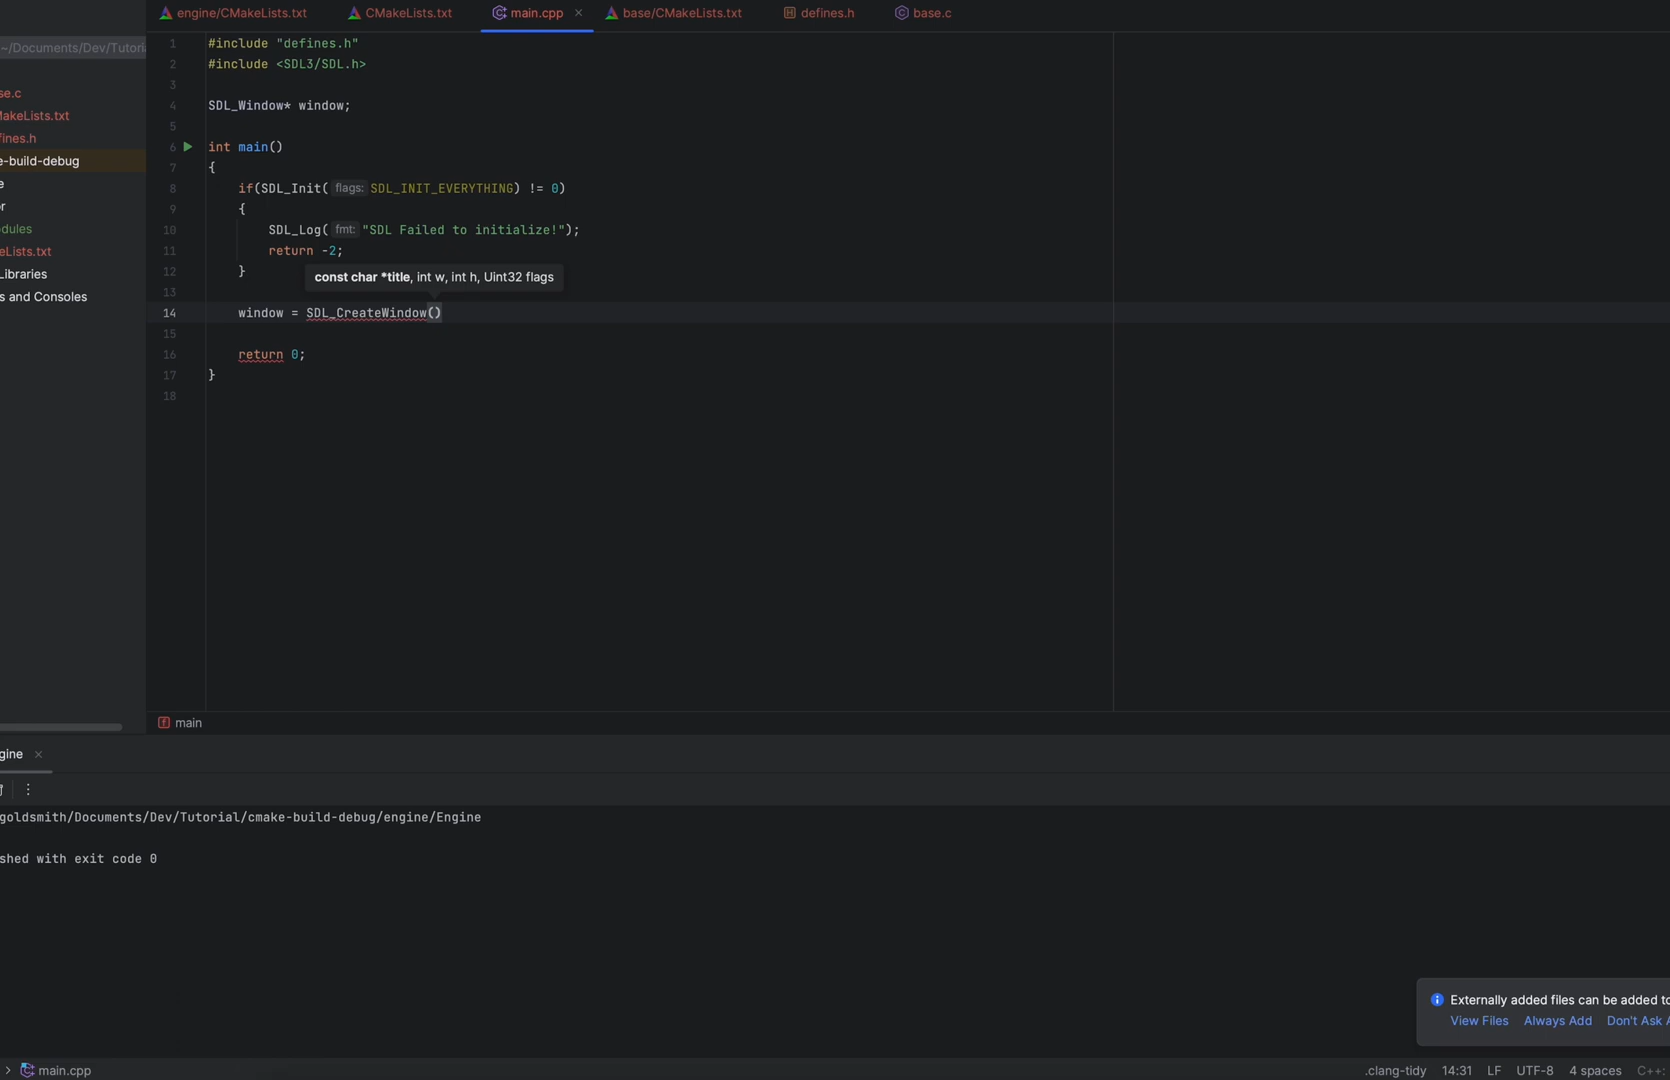 engine/CMakeLists.txt CMakeLists.txt main.cpp × base/CMakeLists.txt defines.h base.c
~/Documents/Dev/Tutoria
se.c
MakeLists.txt
fines.h
e-build-debug
e
or
odules
eLists.txt
Libraries
s and Consoles
1 #include "defines.h"
2 #include <SDL3/SDL.h>
3
4 SDL_Window* window;
5
6 int main()
7 {
8 if(SDL_Init( flags: SDL_INIT_EVERYTHING) != 0)
9 {
10 SDL_Log( fmt: "SDL Failed to initialize!");
11 return -2;
12 }
const char *title, int w, int h, Uint32 flags
13
14 window = SDL_CreateWindow()
15
16 return 0;
17 }
18
main
gine ×
goldsmith/Documents/Dev/Tutorial/cmake-build-debug/engine/Engine
shed with exit code 0
Externally added files can be added to
View Files Always Add Don't Ask A
main.cpp
.clang-tidy 14:31 LF UTF-8 4 spaces C++: